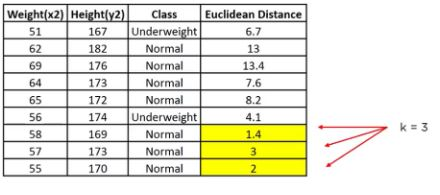 Weight(x2) Height(y2) Class Euclidean Distance
51 167 Underweight 6.7
62 182 Normal 13
69 176 Normal 13.4
64 173 Normal 7.6
65 172 Normal 8.2
56 174 Underweight 4.1
58 169 Normal 1.4
57 173 Normal 3
55 170 Normal 2
k = 3